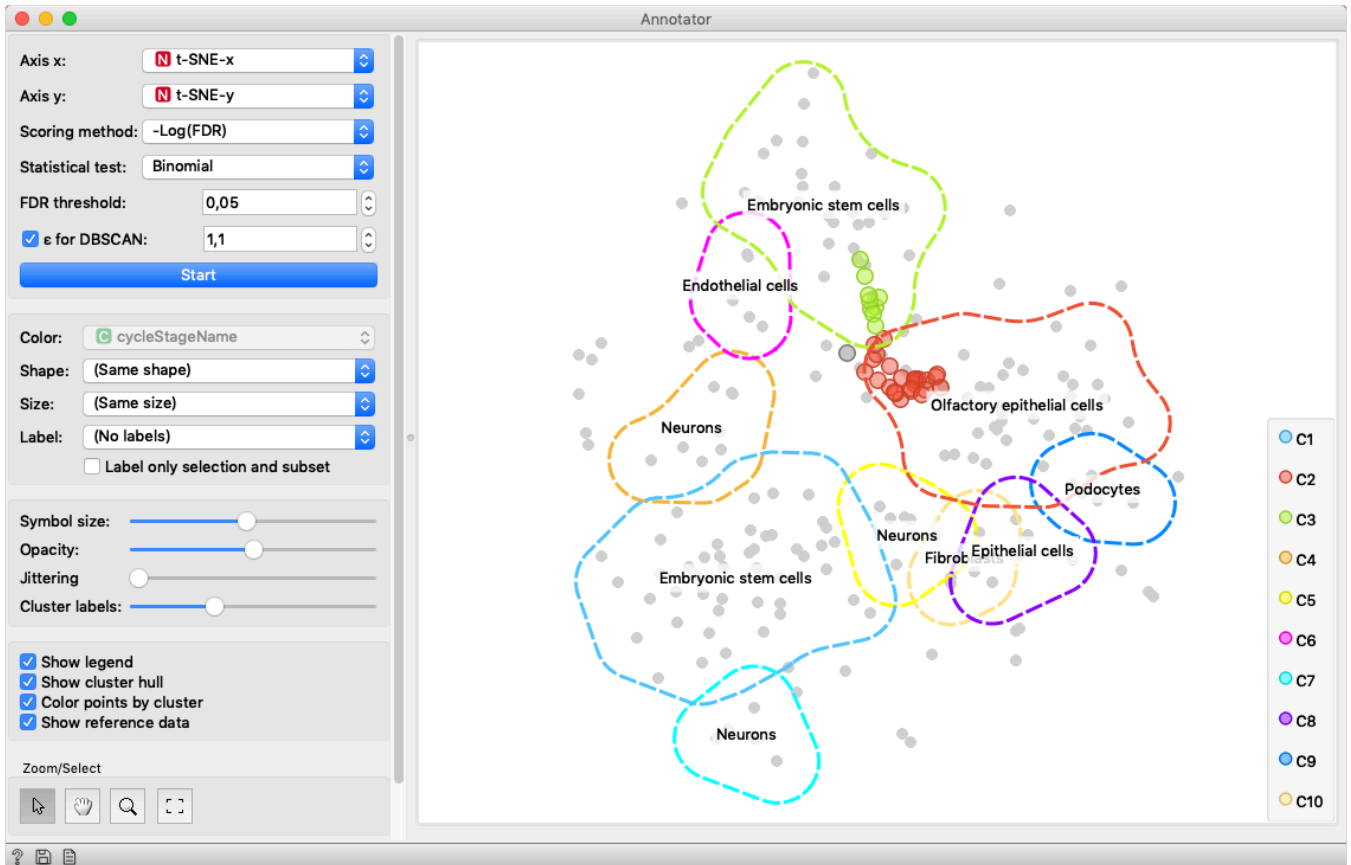 Annotator
Axis x:
N t-SNE-x
Axis y:
N t-SNE-y
Scoring method:
-Log(FDR)
Statistical test:
Binomial
FDR threshold:
0,05
ε for DBSCAN:
1,1
Start
Color:
C cycleStageName
Shape:
(Same shape)
Size:
(Same size)
Label:
(No labels)
Label only selection and subset
Symbol size:
Opacity:
Jittering
Cluster labels:
Show legend
Show cluster hull
Color points by cluster
Show reference data
Zoom/Select
?
Embryonic stem cells
Endothelial cells
Olfactory epithelial cells
Neurons
Podocytes
Neurons
Epithelial cells
Fibroblasts
Embryonic stem cells
Neurons
C1
C2
C3
C4
C5
C6
C7
C8
C9
C10